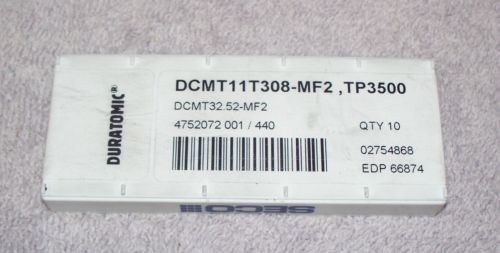 DURATOMIC®
DCMT11T308-MF2 ,TP3500
DCMT32.52-MF2
4752072 001 / 440
QTY 10
02754868
EDP 66874
SECO